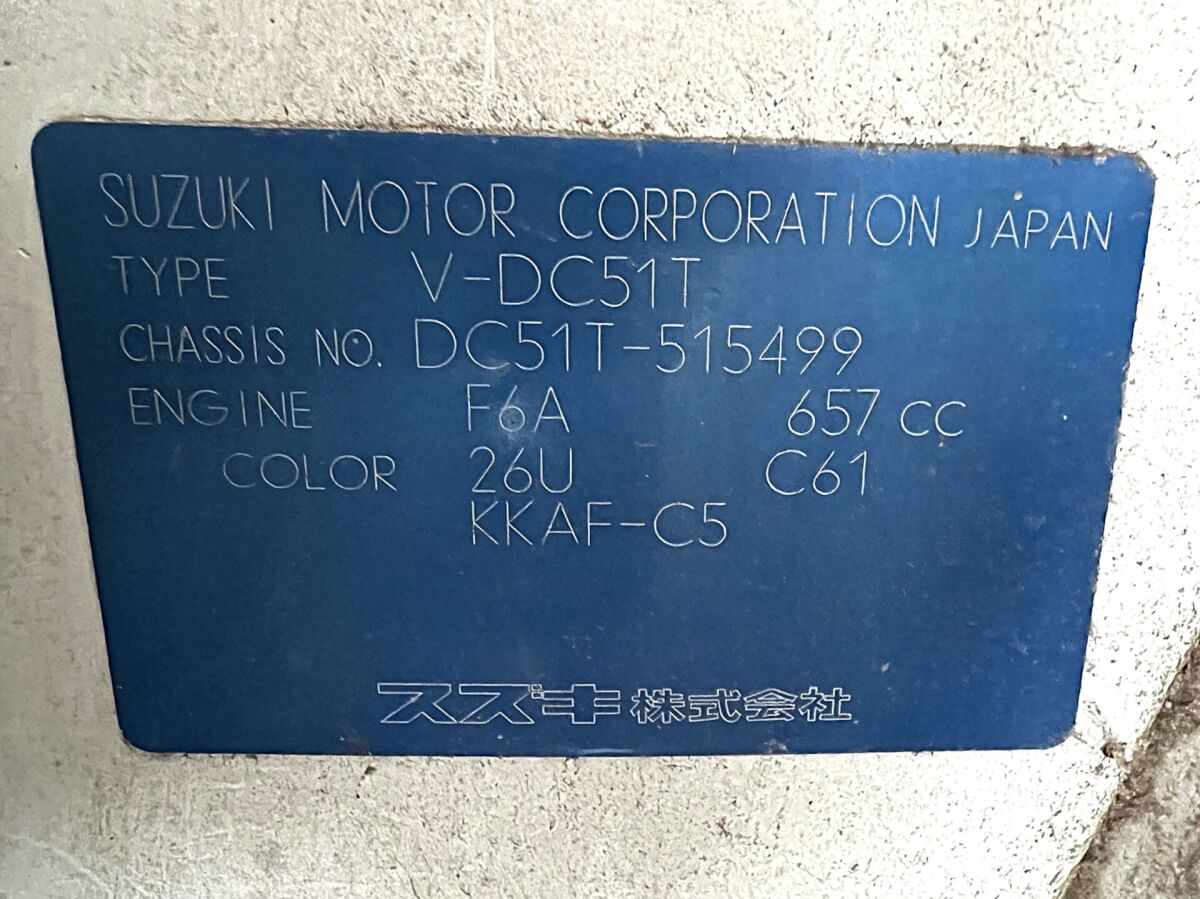 SUZUKI MOTOR CORPORATION JAPAN
TYPE V-DC51T
CHASSIS NO. DC51T-515499
ENGINE F6A 657 CC
COLOR 26U C61
KKAF-C5
スズキ株式会社